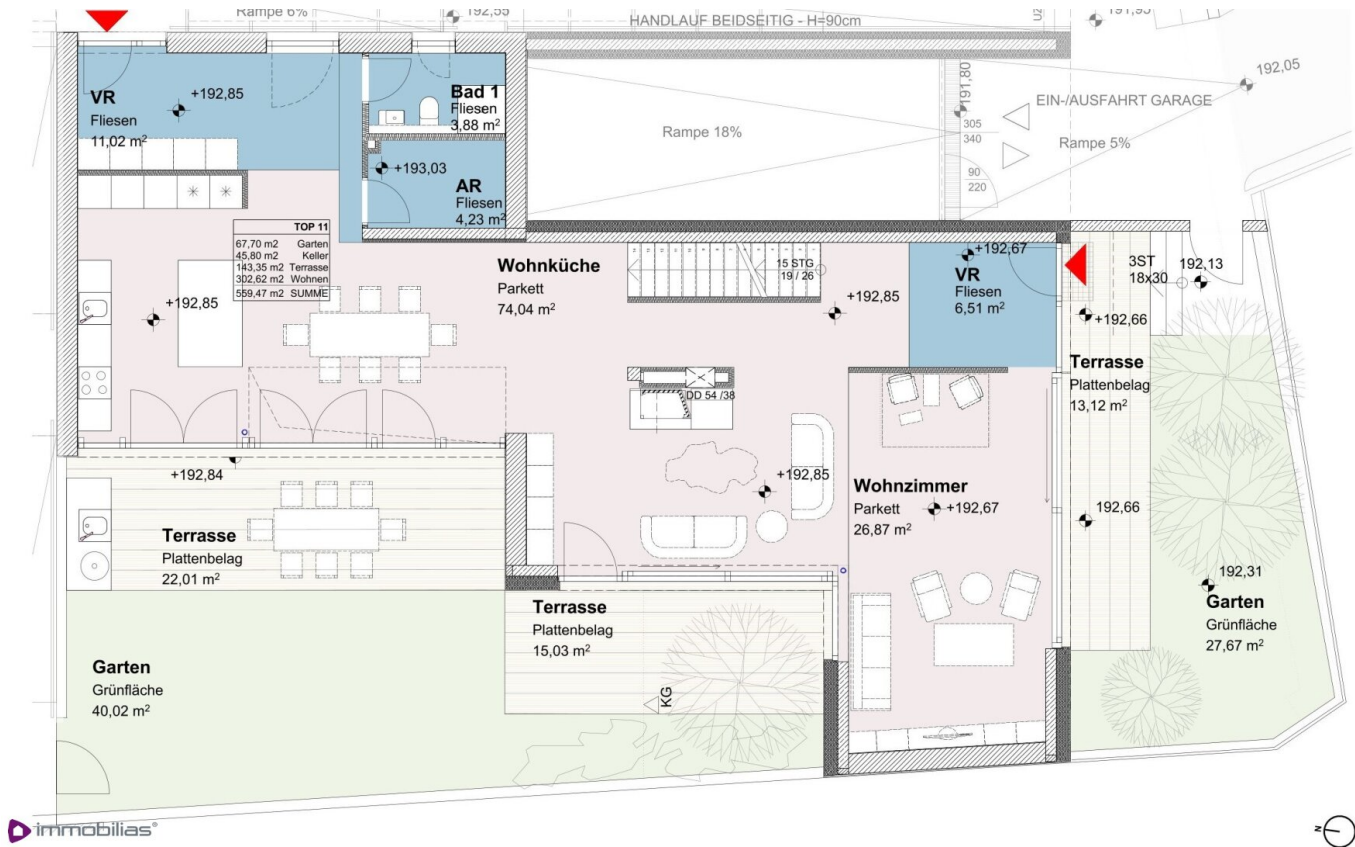 Rampe 6%
192,55
HANDLAUF BEIDSEITIG - H=90cm
191,95
VR
Fliesen
11,02 m²
+192,85
Bad 1
Fliesen
3,88 m²
+193,03
AR
Fliesen
4,23 m²
Rampe 18%
191,80
305
340
90
220
EIN-/AUSFAHRT GARAGE
Rampe 5%
192,05
TOP 11
67,70 m2 Garten
45,80 m2 Keller
143,35 m2 Terrasse
302,62 m2 Wohnen
559,47 m2 SUMME
+192,85
Wohnküche
Parkett
74,04 m²
15 STG
19 / 26
+192,85
+192,67
VR
Fliesen
6,51 m²
3ST
18x30
192,13
+192,66
Terrasse
Plattenbelag
13,12 m²
DD 54 /38
+192,85
Wohnzimmer
Parkett
26,87 m²
+192,67
192,66
192,31
Garten
Grünfläche
27,67 m²
+192,84
Terrasse
Plattenbelag
22,01 m²
Terrasse
Plattenbelag
15,03 m²
KG
Garten
Grünfläche
40,02 m²
immobilias®
N